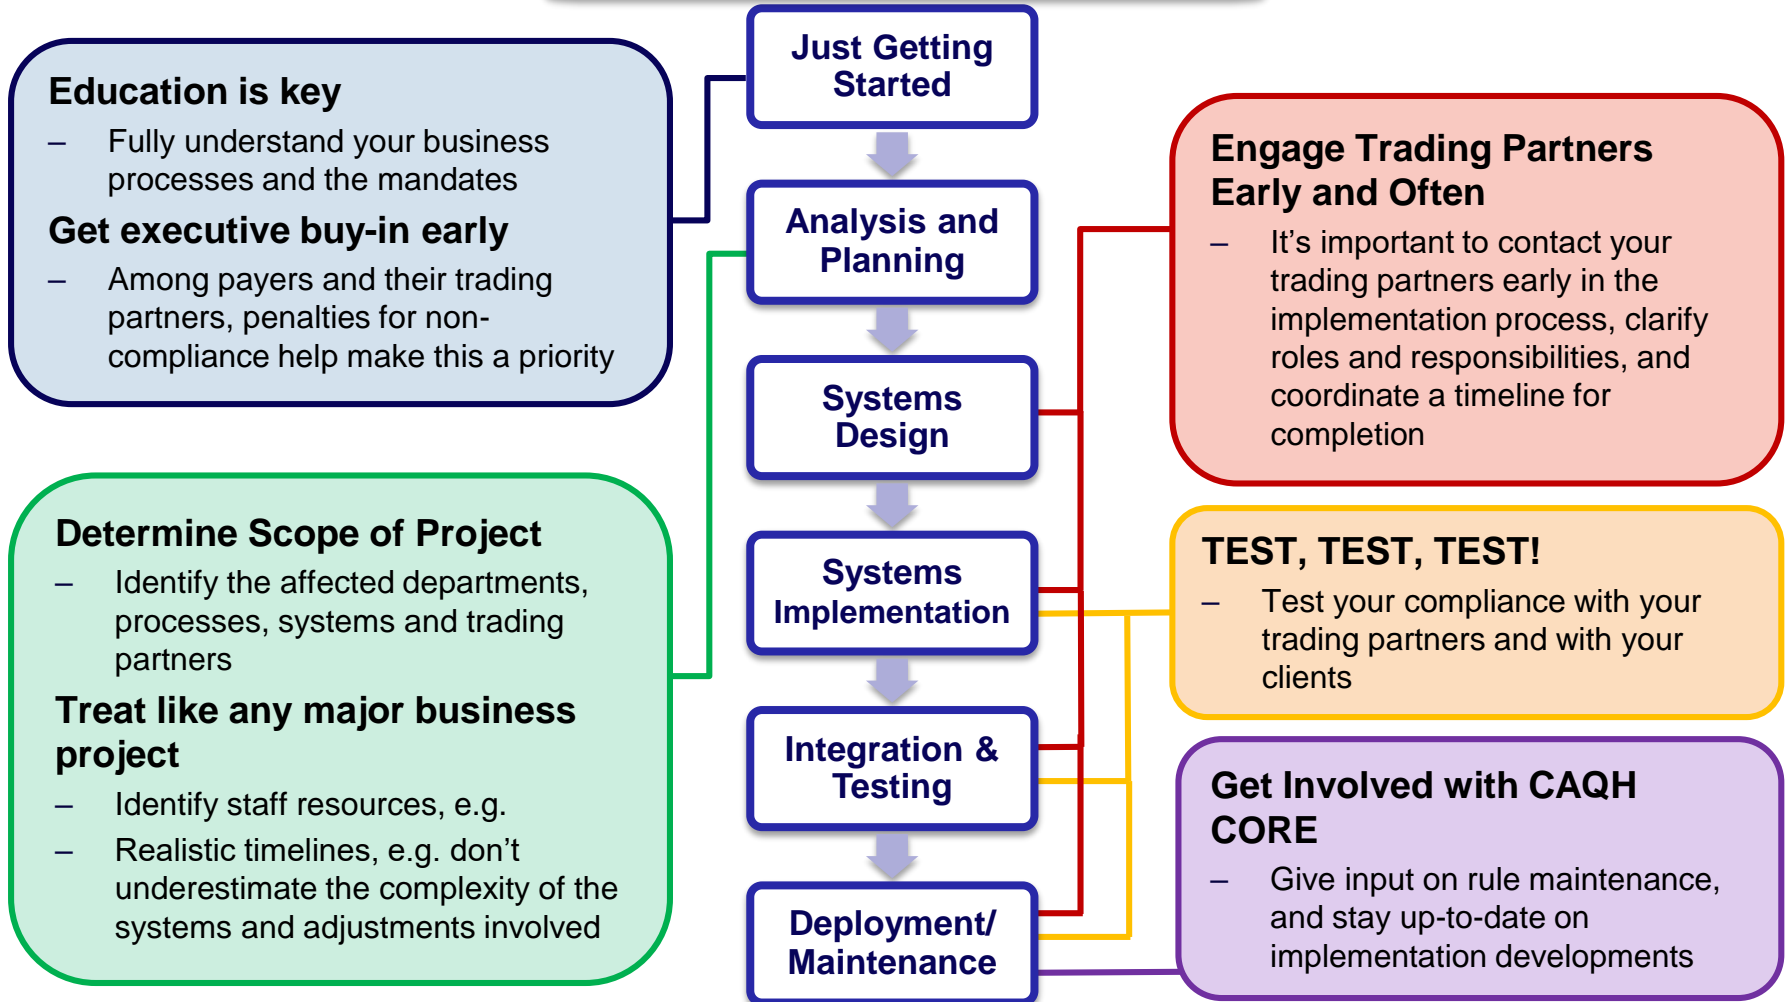 Just Getting
Started
Education is key
– Fully understand your business
processes and the mandates
Get executive buy-in early
– Among payers and their trading
partners, penalties for non-
compliance help make this a priority
Analysis and
Planning
Engage Trading Partners
Early and Often
– It’s important to contact your
trading partners early in the
implementation process, clarify
roles and responsibilities, and
coordinate a timeline for
completion
Systems
Design
Determine Scope of Project
– Identify the affected departments,
processes, systems and trading
partners
Treat like any major business
project
– Identify staff resources, e.g.
– Realistic timelines, e.g. don’t
underestimate the complexity of the
systems and adjustments involved
Systems
Implementation
TEST, TEST, TEST!
– Test your compliance with your
trading partners and with your
clients
Integration &
Testing
Get Involved with CAQH
CORE
– Give input on rule maintenance,
and stay up-to-date on
implementation developments
Deployment/
Maintenance